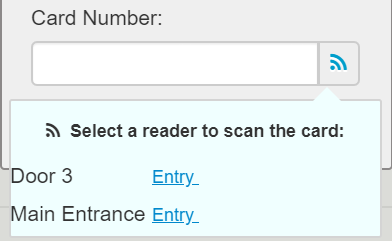 Card Number:
Select a reader to scan the card:
Door 3 Entry
Main Entrance Entry